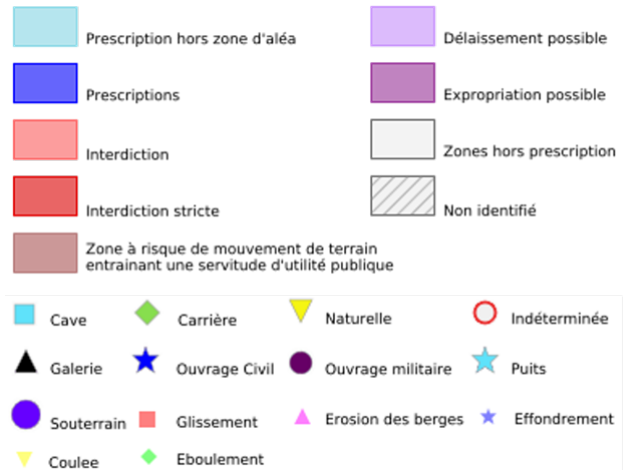 Prescription hors zone d'aléa
Délaissement possible
Prescriptions
Expropriation possible
Interdiction
Zones hors prescription
Interdiction stricte
Non identifié
Zone à risque de mouvement de terrain
entrainant une servitude d'utilité publique
Cave
Carrière
Naturelle
Indéterminée
Galerie
Ouvrage Civil
Ouvrage militaire
Puits
Souterrain
Glissement
Erosion des berges
Effondrement
Coulee
Eboulement